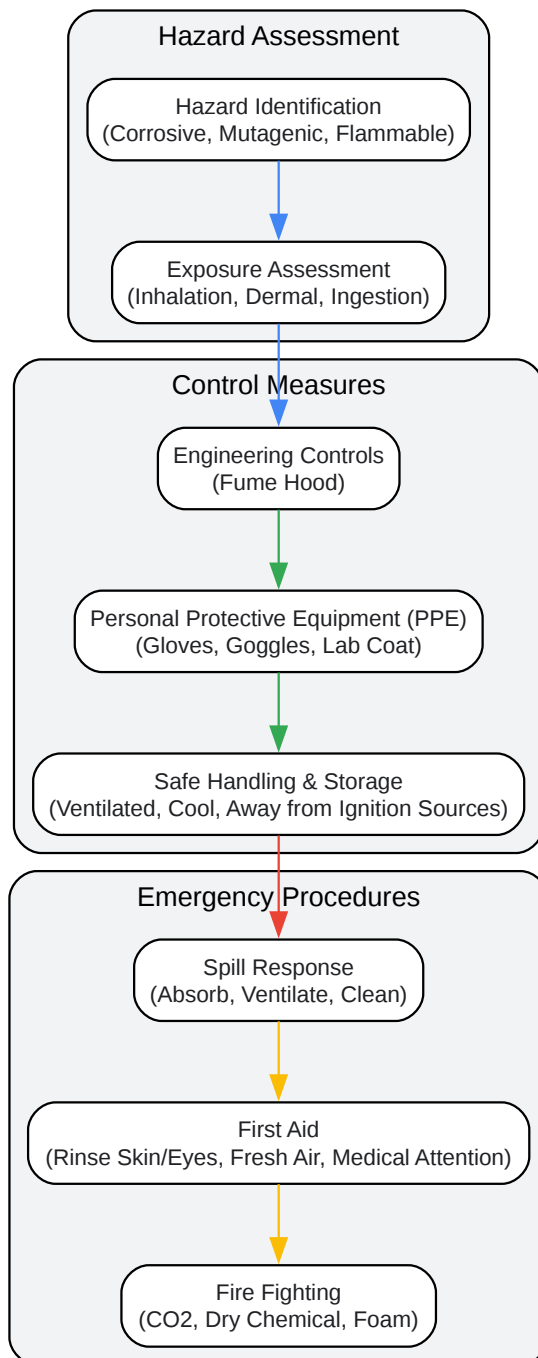 Hazard Assessment
Hazard Identification
(Corrosive, Mutagenic, Flammable)
Exposure Assessment
(Inhalation, Dermal, Ingestion)
Control Measures
Engineering Controls
(Fume Hood)
Personal Protective Equipment (PPE)
(Gloves, Goggles, Lab Coat)
Safe Handling & Storage
(Ventilated, Cool, Away from Ignition Sources)
Emergency Procedures
Spill Response
(Absorb, Ventilate, Clean)
First Aid
(Rinse Skin/Eyes, Fresh Air, Medical Attention)
Fire Fighting
(CO2, Dry Chemical, Foam)